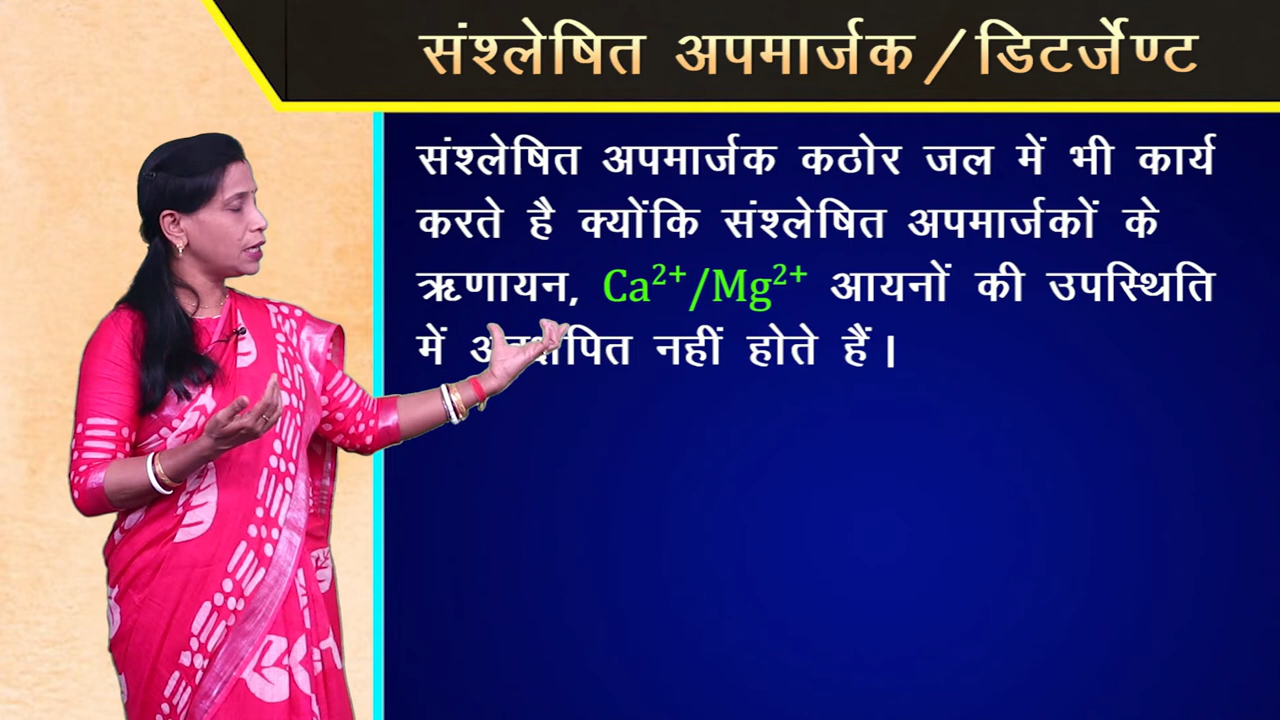 संश्लेषित अपमार्जक / डिटर्जेण्ट
संश्लेषित अपमार्जक कठोर जल में भी कार्य
करते है क्योंकि संश्लेषित अपमार्जकों के
ऋणायन, Ca²⁺/Mg²⁺ आयनों की उपस्थिति
में नहीं होते हैं।